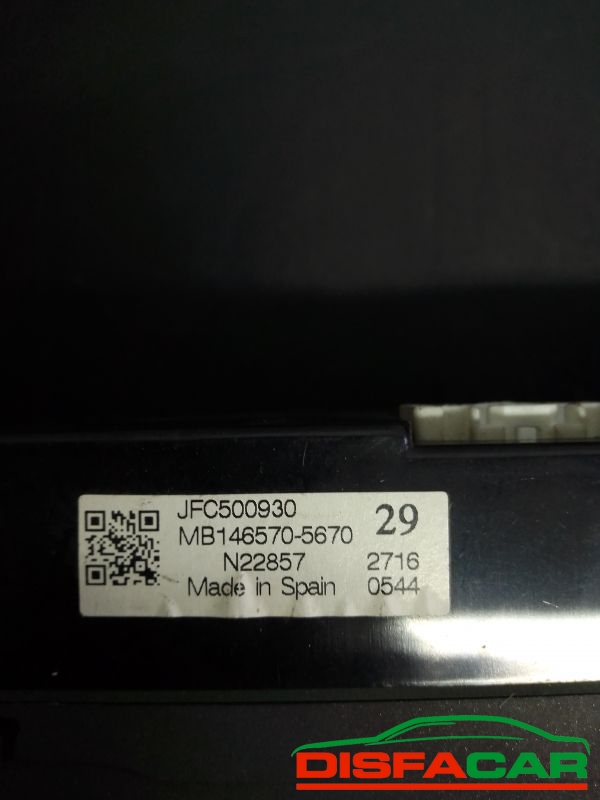 JFC500930 29
MB146570-5670
N22857 2716
Made in Spain 0544
DISFACAR